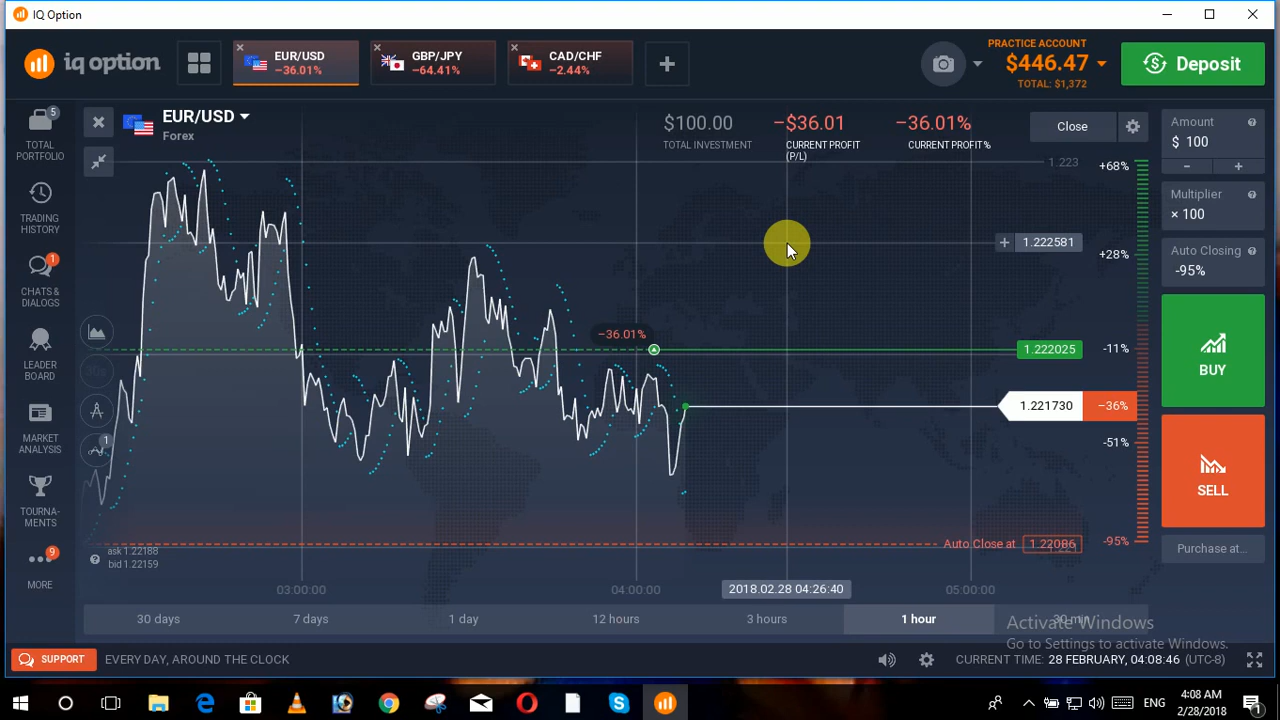 IQ Option
iq option
EUR/USD
−36.01%
GBP/JPY
−64.41%
CAD/CHF
−2.44%
PRACTICE ACCOUNT
$446.47
TOTAL: $1,372
Deposit
TOTAL
PORTFOLIO
5
TRADING
HISTORY
CHATS &
DIALOGS
1
LEADER
BOARD
MARKET
ANALYSIS
TOURNA-
MENTS
9
MORE
EUR/USD
Forex
$100.00
TOTAL INVESTMENT
−$36.01
CURRENT PROFIT
(P/L)
−36.01%
CURRENT PROFIT%
Close
1.223
1.222581
−36.01%
1.222025
1.221730
−36%
Auto Close at 1.22086
1
ask 1.22188
bid 1.22159
+68%
+28%
-11%
-51%
-95%
Amount
$ 100
Multiplier
× 100
Auto Closing
-95%
BUY
SELL
Purchase at...
03:00:00
04:00:00
2018.02.28 04:26:40
05:00:00
30 days
7 days
1 day
12 hours
3 hours
1 hour
30 min
Activate Windows
Go to Settings to activate Windows.
SUPPORT
EVERY DAY, AROUND THE CLOCK
CURRENT TIME: 28 FEBRUARY, 04:08:46 (UTC-8)
ENG
4:08 AM
2/28/2018
1